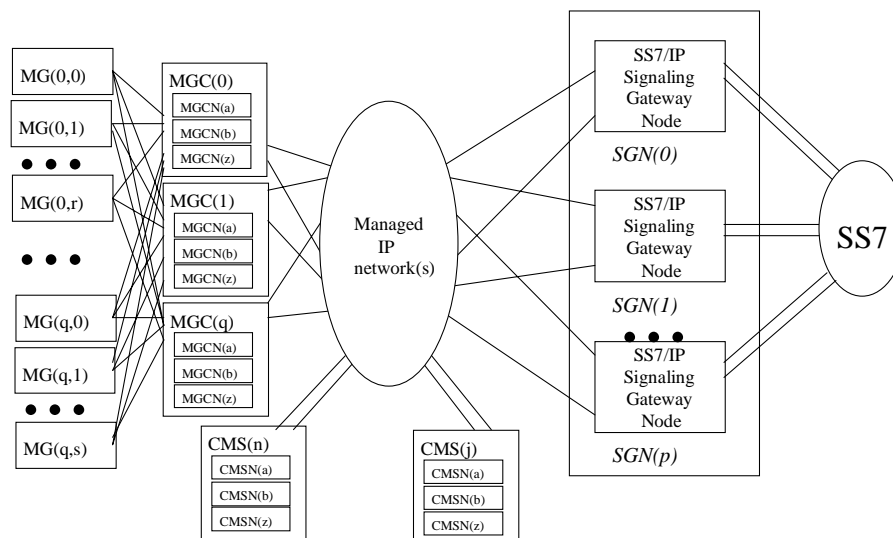 MG(0,0)
MG(0,1)
MG(0,r)
MG(q,0)
MG(q,1)
MG(q,s)
MGC(0)
MGCN(a)
MGCN(b)
MGCN(z)
MGC(1)
MGCN(a)
MGCN(b)
MGCN(z)
MGC(q)
MGCN(a)
MGCN(b)
MGCN(z)
CMS(n)
CMSN(a)
CMSN(b)
CMSN(z)
Managed
IP
network(s)
CMS(j)
CMSN(a)
CMSN(b)
CMSN(z)
SS7/IP
Signaling
Gateway
Node
SGN(0)
SS7/IP
Signaling
Gateway
Node
SGN(1)
SS7/IP
Signaling
Gateway
Node
SGN(p)
SS7